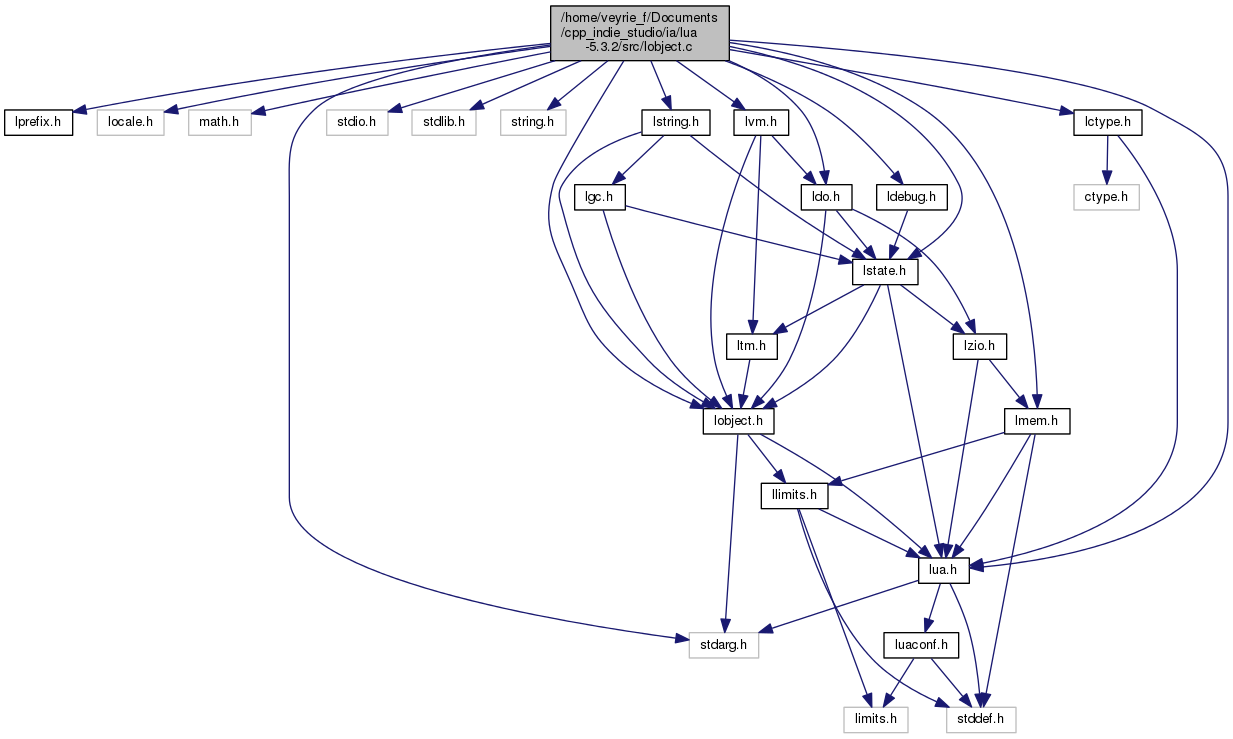 /home/veyrie_f/Documents
/cpp_indie_studio/ia/lua
-5.3.2/src/lobject.c
lprefix.h
locale.h
math.h
stdio.h
stdlib.h
string.h
lstring.h
lvm.h
lctype.h
lgc.h
ldo.h
ldebug.h
ctype.h
lstate.h
ltm.h
lzio.h
lobject.h
lmem.h
llimits.h
lua.h
stdarg.h
luaconf.h
limits.h
stddef.h